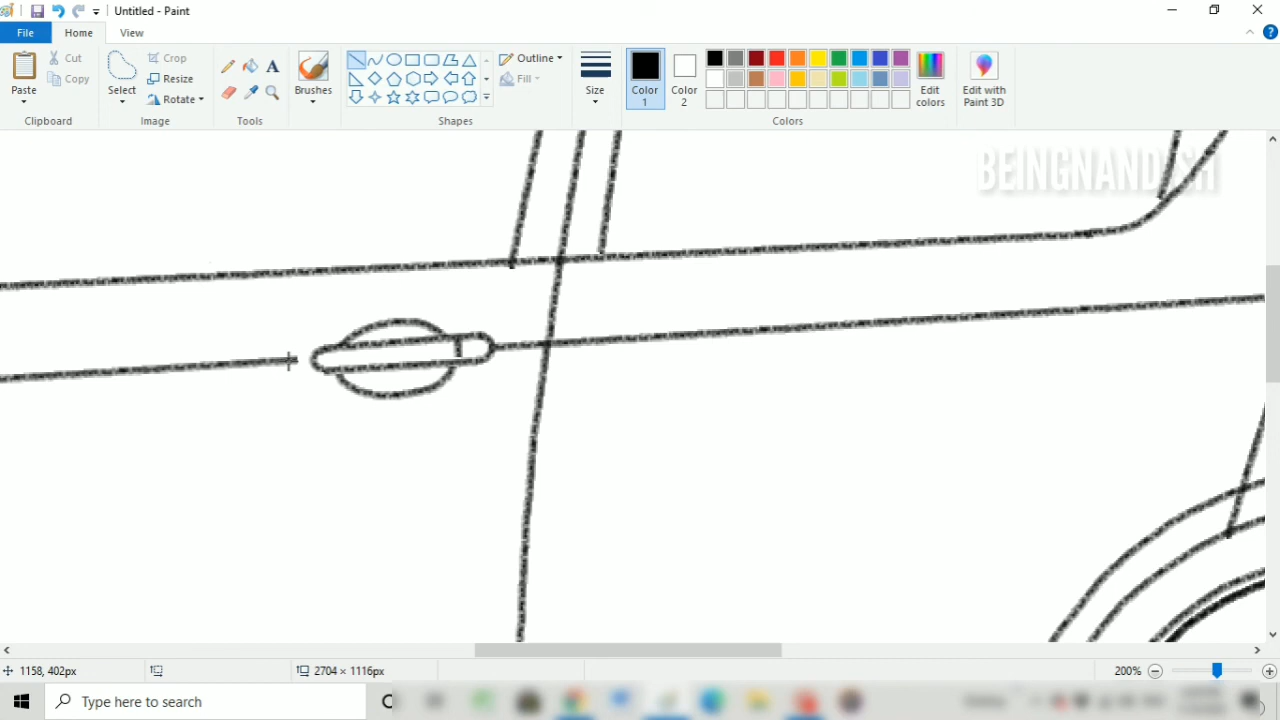 Untitled - Paint
File
Home
View
Paste
Cut
Copy
Clipboard
Select
Crop
Resize
Rotate
Image
Tools
Brushes
Shapes
Outline
Fill
Size
Color 1
Color 2
Edit colors
Edit with Paint 3D
Colors
BEINGNANDISH
1158, 402px
2704 × 1116px
200%
Type here to search